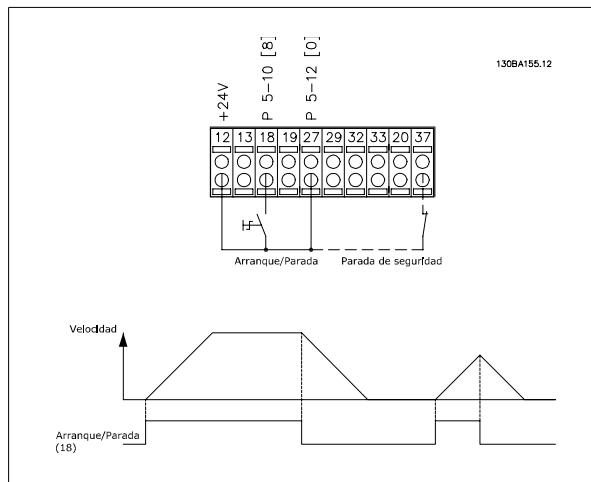 130BA155.12
+24V
P 5-10 [8]
P 5-12 [0]
12 13 18 19 27 29 32 33 20 37
Arranque/Parada
Parada de seguridad
Velocidad
Arranque/Parada
(18)